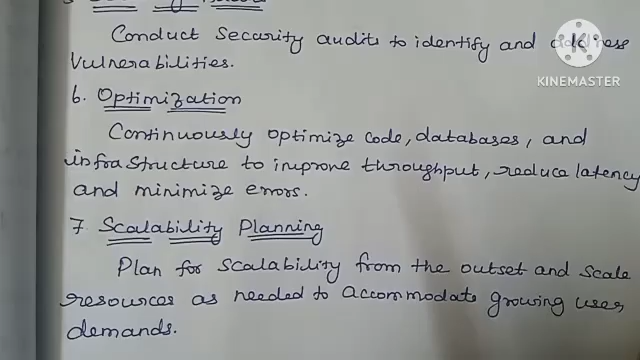 Conduct security audits to identify and address
vulnerabilities.
6. Optimization
Continuously optimize code, databases, and
infrastructure to improve throughput, reduce latency
and minimize errors.
7. Scalability Planning
Plan for scalability from the outset and scale
resources as needed to accommodate growing user
demands.
K
KINEMASTER